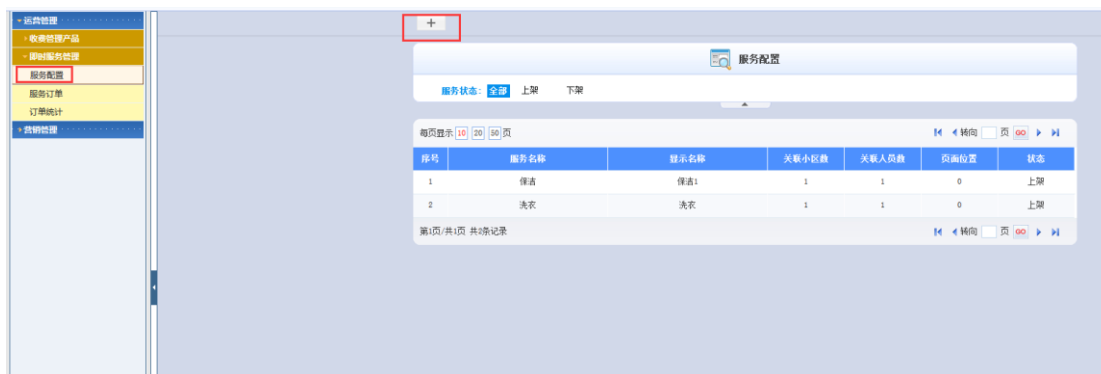 运营管理
收费管理产品
即时服务管理
服务配置
服务订单
订单统计
营销管理
+
服务配置
服务状态: 全部 上架 下架
每页显示 10 20 50 页 转向 页 GO
序号 服务名称 显示名称 关联小区数 关联人员数 页面位置 状态
1 保洁 保洁1 1 1 0 上架
2 洗衣 洗衣 1 1 0 上架
第1页/共1页 共2条记录 转向 页 GO